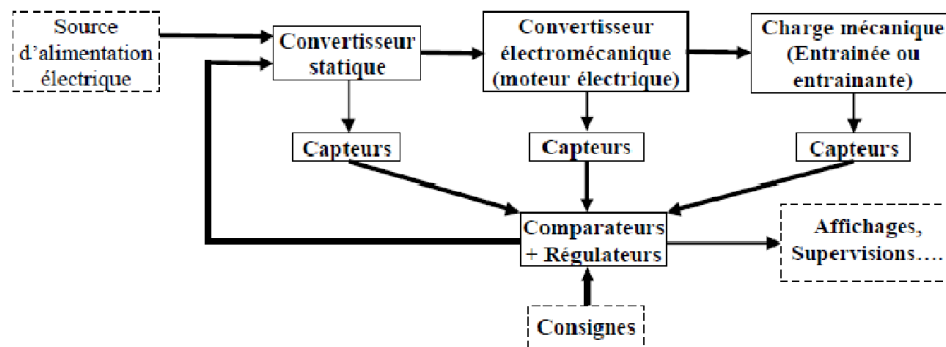 Source
d'alimentation
électrique
Convertisseur
statique
Convertisseur
électromécanique
(moteur électrique)
Charge mécanique
(Entrainée ou
entrainante)
Capteurs
Capteurs
Capteurs
Comparateurs
+ Régulateurs
Affichages,
Supervisions....
Consignes